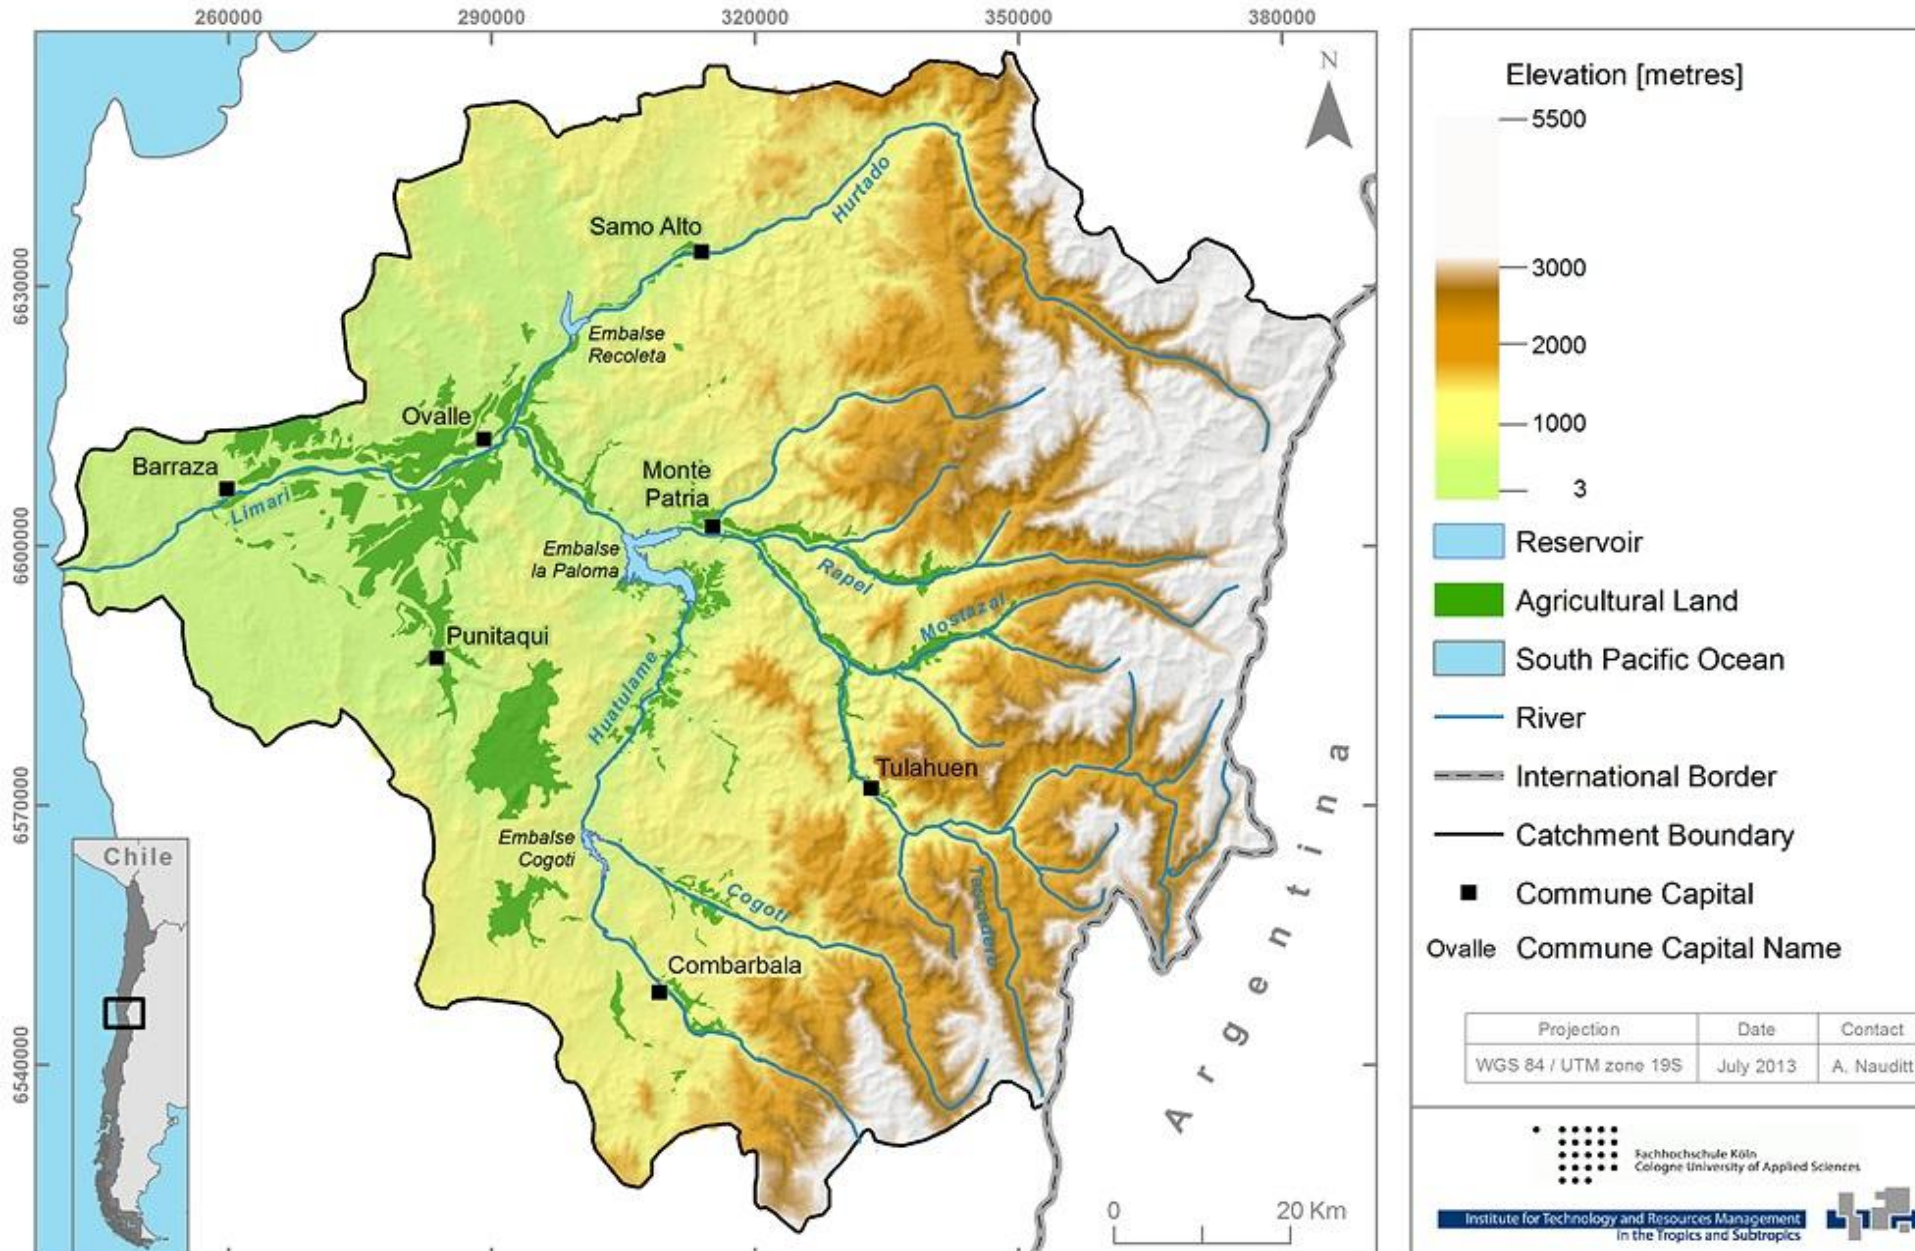 260000
290000
320000
350000
380000
6630000
6600000
6570000
6540000
N
Hurtado
Samo Alto
Embalse
Recoleta
Ovalle
Barraza
Limari
Monte
Patria
Embalse
la Paloma
Rapel
Mostazal
Punitaqui
Huatulame
Tulahuen
Embalse
Cogoti
Cogoti
Tascadero
Combarbala
Argentina
Chile
0 20 Km
Elevation [metres]
5500
3000
2000
1000
3
Reservoir
Agricultural Land
South Pacific Ocean
River
International Border
Catchment Boundary
Commune Capital
Ovalle Commune Capital Name
Projection Date Contact
WGS 84 / UTM zone 19S July 2013 A. Nauditt
Fachhochschule Köln
Cologne University of Applied Sciences
Institute for Technology and Resources Management
in the Tropics and Subtropics